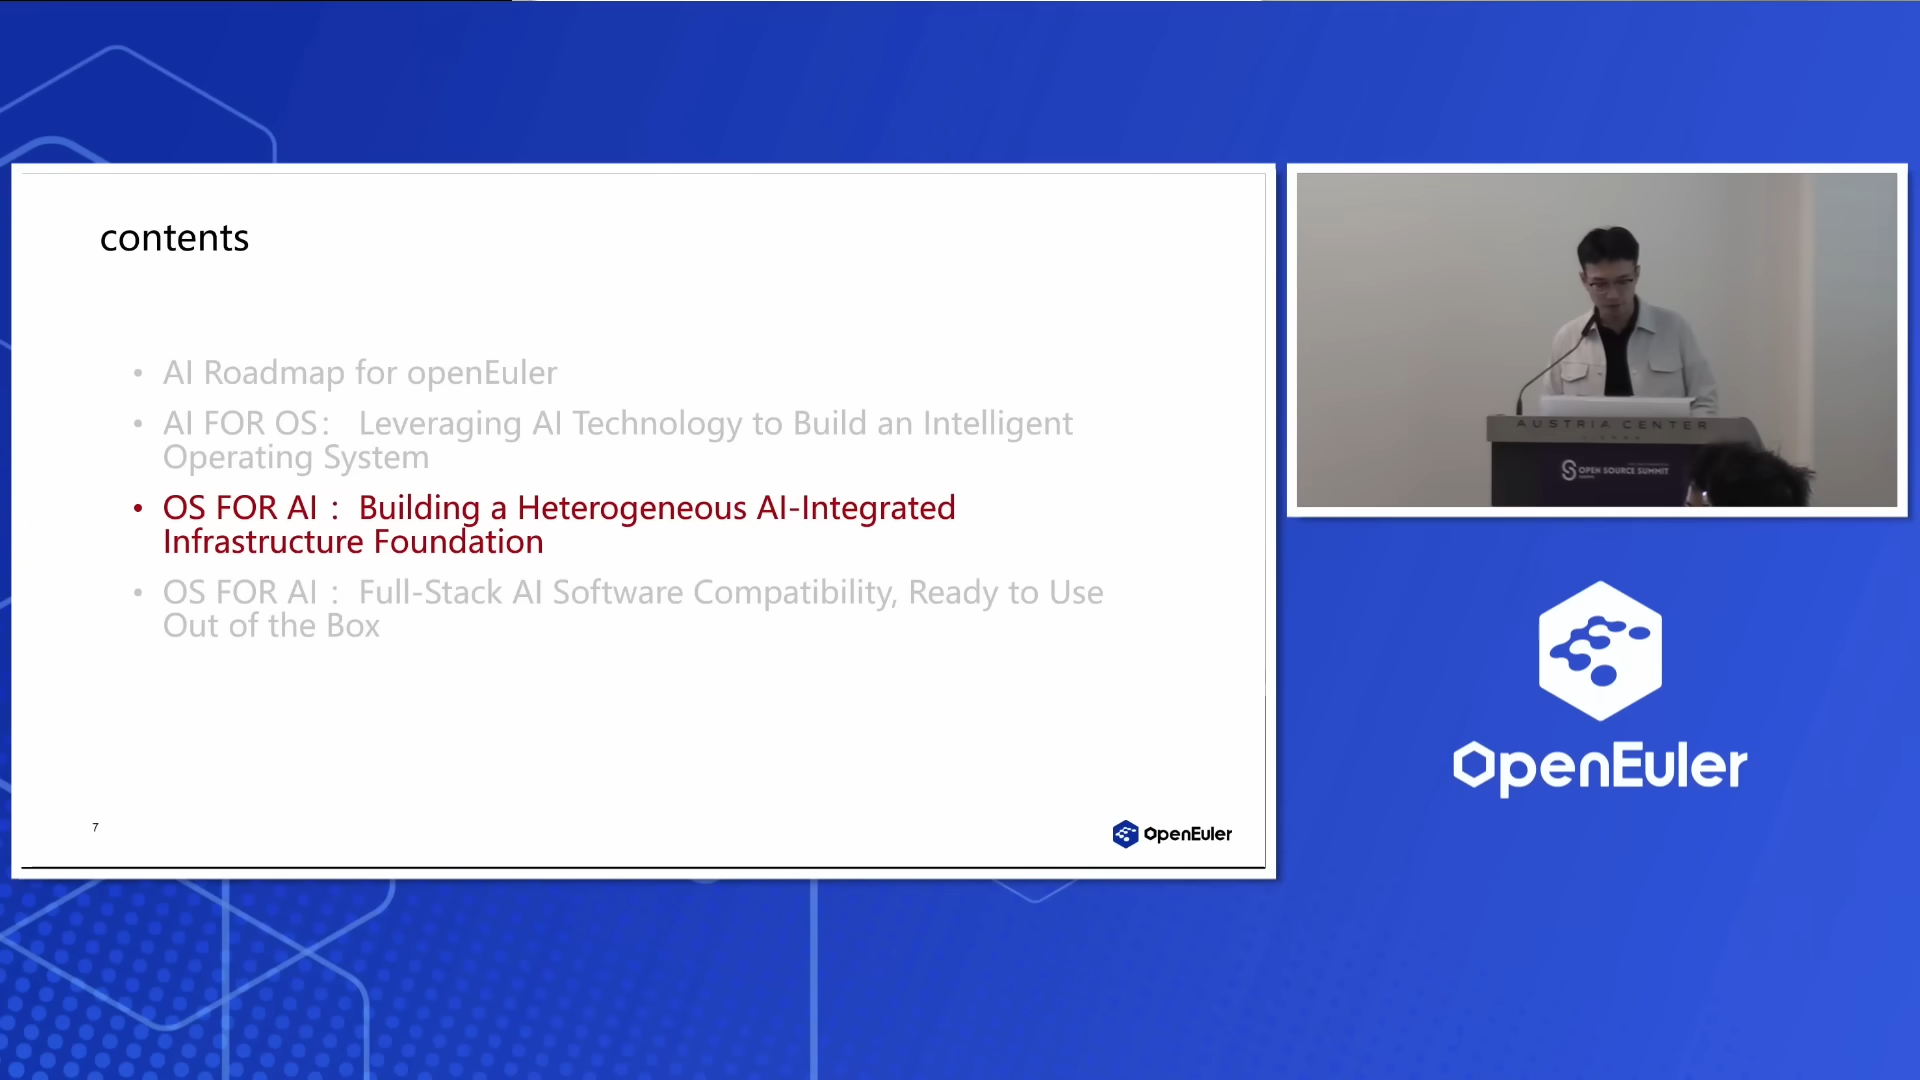 contents
• AI Roadmap for openEuler
• AI FOR OS： Leveraging AI Technology to Build an Intelligent
Operating System
• OS FOR AI： Building a Heterogeneous AI-Integrated
Infrastructure Foundation
• OS FOR AI： Full-Stack AI Software Compatibility, Ready to Use
Out of the Box
7
OpenEuler
AUSTRIA CENTER
OPEN SOURCE SUMMIT
OpenEuler